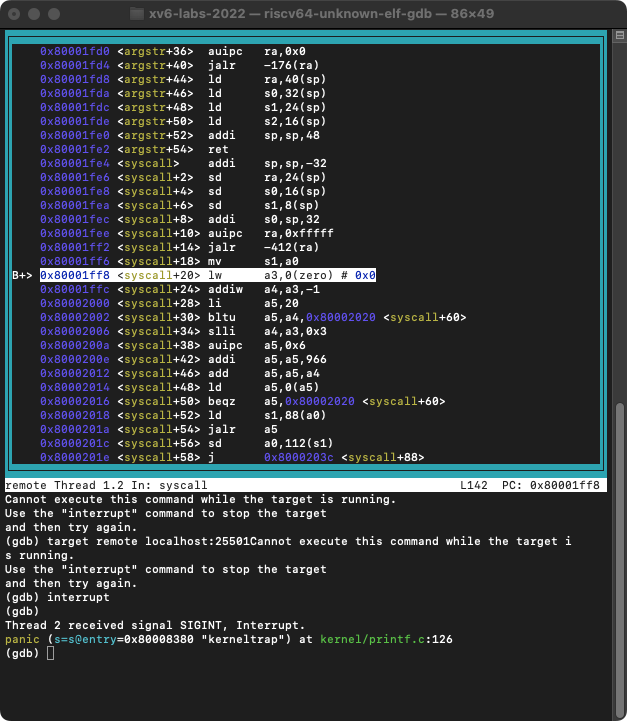 xv6-labs-2022 — riscv64-unknown-elf-gdb — 86×49
0x80001fd0 <argstr+36> auipc ra,0x0
0x80001fd4 <argstr+40> jalr -176(ra)
0x80001fd8 <argstr+44> ld ra,40(sp)
0x80001fda <argstr+46> ld s0,32(sp)
0x80001fdc <argstr+48> ld s1,24(sp)
0x80001fde <argstr+50> ld s2,16(sp)
0x80001fe0 <argstr+52> addi sp,sp,48
0x80001fe2 <argstr+54> ret
0x80001fe4 <syscall> addi sp,sp,-32
0x80001fe6 <syscall+2> sd ra,24(sp)
0x80001fe8 <syscall+4> sd s0,16(sp)
0x80001fea <syscall+6> sd s1,8(sp)
0x80001fec <syscall+8> addi s0,sp,32
0x80001fee <syscall+10> auipc ra,0xfffff
0x80001ff2 <syscall+14> jalr -412(ra)
0x80001ff6 <syscall+18> mv s1,a0
B+> 0x80001ff8 <syscall+20> lw a3,0(zero) # 0x0
0x80001ffc <syscall+24> addiw a4,a3,-1
0x80002000 <syscall+28> li a5,20
0x80002002 <syscall+30> bltu a5,a4,0x80002020 <syscall+60>
0x80002006 <syscall+34> slli a4,a3,0x3
0x8000200a <syscall+38> auipc a5,0x6
0x8000200e <syscall+42> addi a5,a5,966
0x80002012 <syscall+46> add a5,a5,a4
0x80002014 <syscall+48> ld a5,0(a5)
0x80002016 <syscall+50> beqz a5,0x80002020 <syscall+60>
0x80002018 <syscall+52> ld s1,88(a0)
0x8000201a <syscall+54> jalr a5
0x8000201c <syscall+56> sd a0,112(s1)
0x8000201e <syscall+58> j 0x8000203c <syscall+88>
remote Thread 1.2 In: syscall L142 PC: 0x80001ff8
Cannot execute this command while the target is running.
Use the "interrupt" command to stop the target
and then try again.
(gdb) target remote localhost:25501Cannot execute this command while the target i
s running.
Use the "interrupt" command to stop the target
and then try again.
(gdb) interrupt
(gdb)
Thread 2 received signal SIGINT, Interrupt.
panic (s=s@entry=0x80008380 "kerneltrap") at kernel/printf.c:126
(gdb)